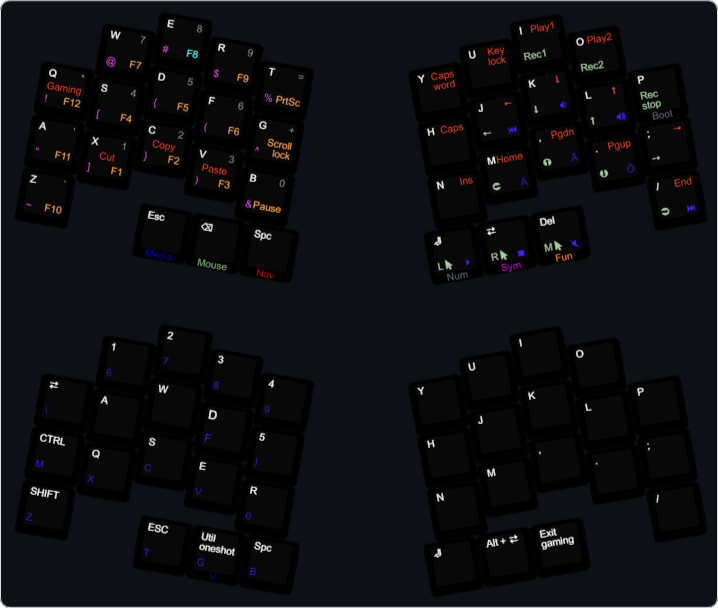 W 7
@ F7
E 8
# F8
R 9
$ F9
T =
% PrtSc
Q
Gaming
! F12
S 4
[ F4
D 5
{ F5
F 6
( F6
G +
^ Scroll
lock
A
" F11
X 1
Cut
] F1
C 2
Copy
} F2
V 3
Paste
) F3
B 0
& Pause
Z
~ F10
Esc
Media
⌫
Mouse
Spc
Nav
Y Caps
word
U Key
lock
I Play1
Rec1
O Play2
Rec2
P
Rec
stop
Boot
H Caps
J ←
←
K ↓
↓
L ↑
↑
; →
→
N Ins
M Home
, Pgdn
. Pgup
/ End
L
Num
⇄
R
Sym
Del
M
Fun
1
6
2
7
3
8
4
9
⇄
\
A
W
D
F
5
CTRL
M
Q
X
S
C
E
V
R
0
SHIFT
Z
ESC
T
Util
oneshot
G
Spc
B
Y
U
I
O
P
H
J
K
L
;
N
M
,
.
/
Alt + ⇄
Exit
gaming